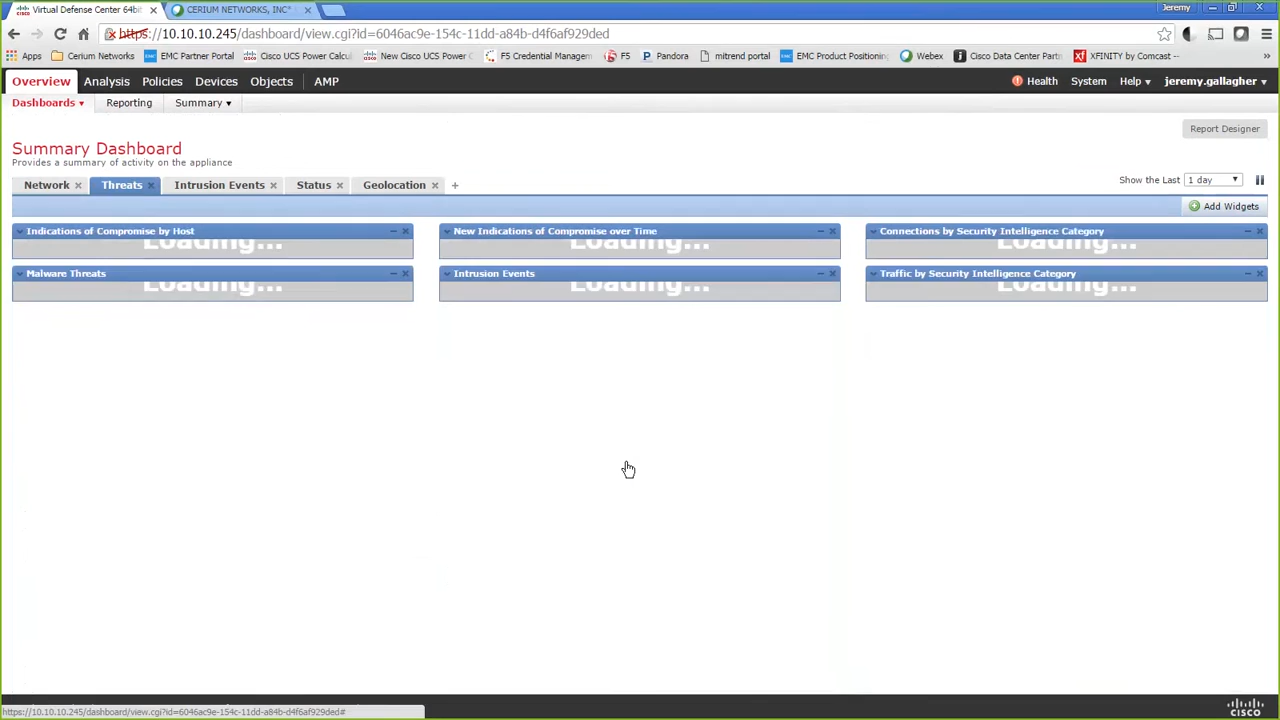 Virtual Defense Center 64bi
CERIUM NETWORKS, INC
Jeremy
https://10.10.10.245/dashboard/view.cgi?id=6046ac9e-154c-11dd-a84b-d4f6af929ded
Apps
Cerium Networks
EMC Partner Portal
Cisco UCS Power Calcul
New Cisco UCS Power C
F5 Credential Managem
F5
Pandora
mitrend portal
EMC Product Positioning
Webex
Cisco Data Center Partn
XFINITY by Comcast --
Overview
Analysis
Policies
Devices
Objects
AMP
Health
System
Help
jeremy.gallagher
Dashboards
Reporting
Summary
Report Designer
Summary Dashboard
Provides a summary of activity on the appliance
Network
Threats
Intrusion Events
Status
Geolocation
Show the Last
1 day
Add Widgets
Indications of Compromise by Host
New Indications of Compromise over Time
Connections by Security Intelligence Category
Loading...
Loading...
Loading...
Malware Threats
Intrusion Events
Traffic by Security Intelligence Category
Loading...
Loading...
Loading...
https://10.10.10.245/dashboard/view.cgi?id=6046ac9e-154c-11dd-a84b-d4f6af929ded#
CISCO